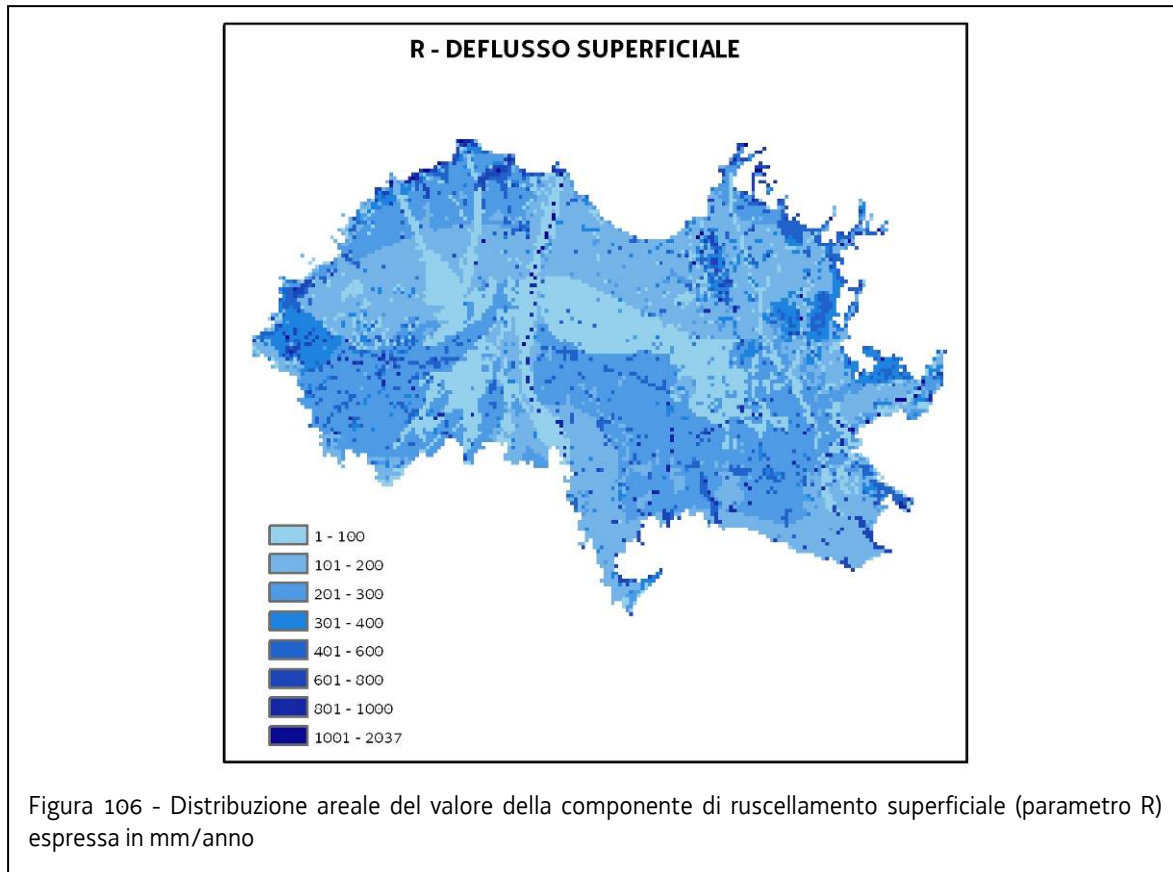 R - DEFLUSSO SUPERFICIALE
1 - 100
101 - 200
201 - 300
301 - 400
401 - 600
601 - 800
801 - 1000
1001 - 2037
Figura 106 - Distribuzione areale del valore della componente di ruscellamento superficiale (parametro R)
espressa in mm/anno